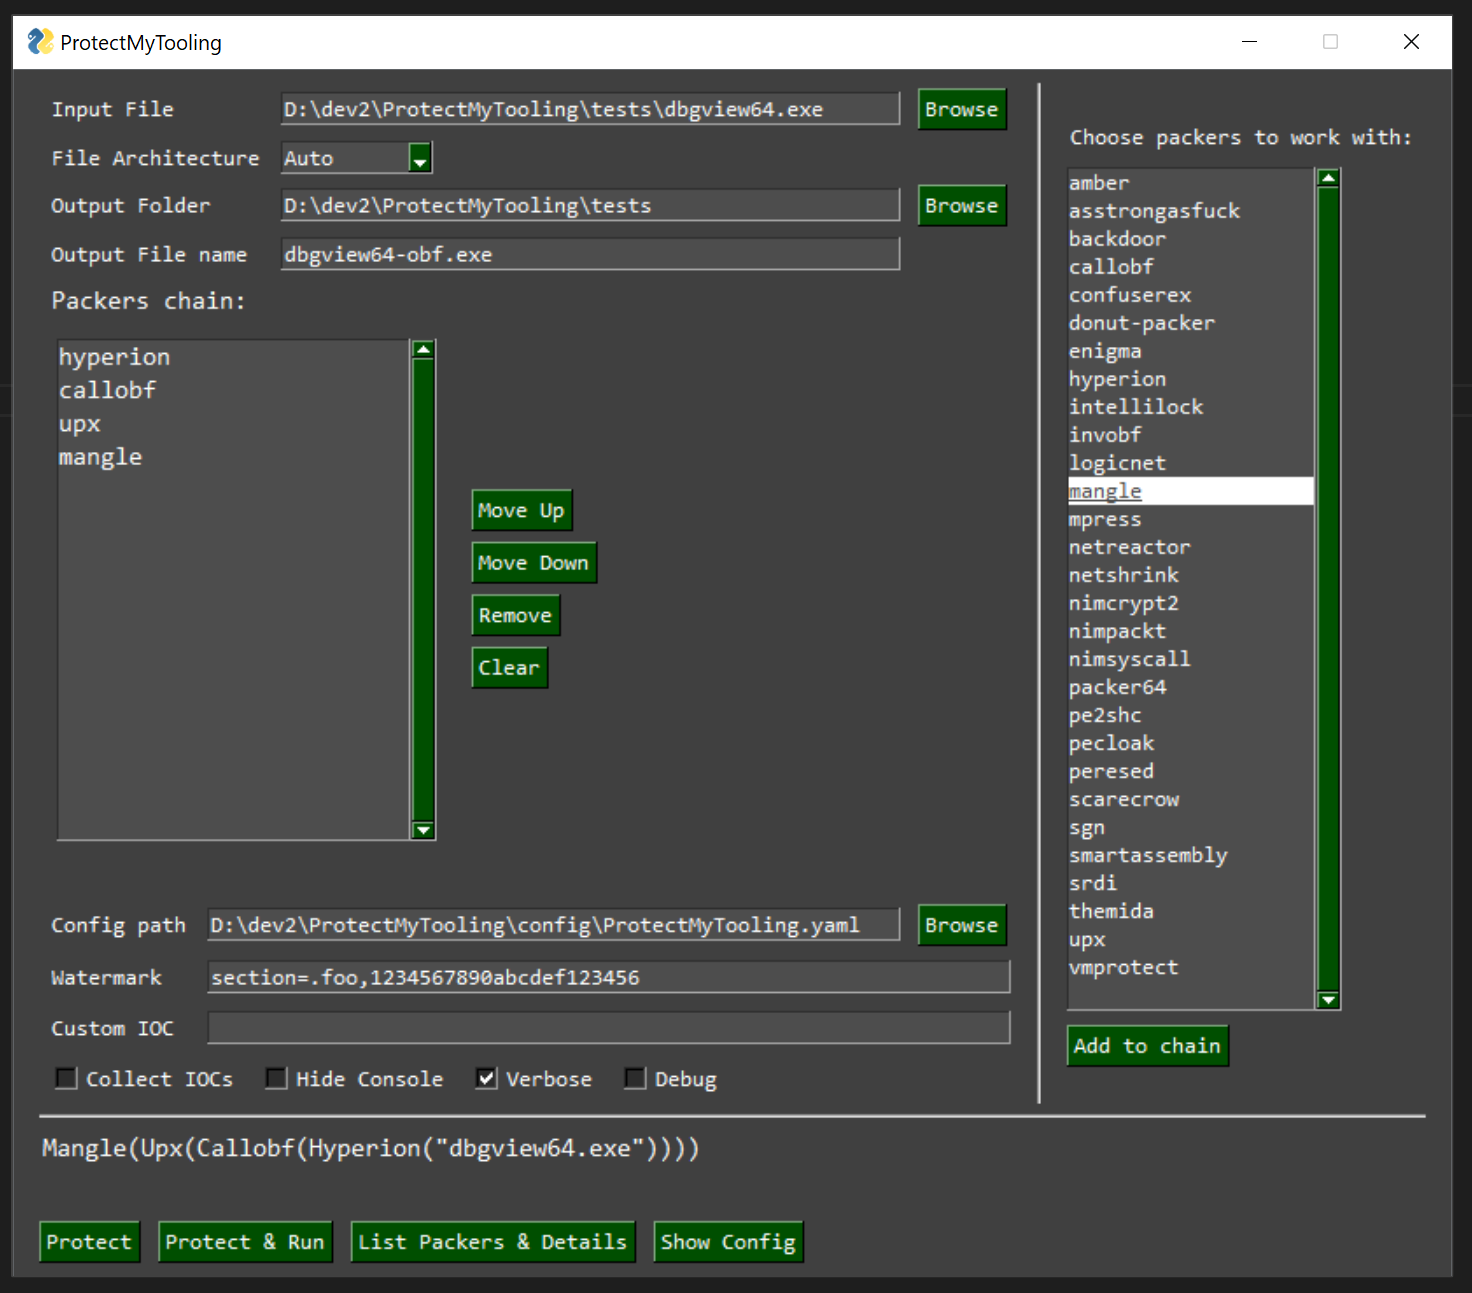 ProtectMyTooling
Input File D:\dev2\ProtectMyTooling\tests\dbgview64.exe Browse
File Architecture Auto
Output Folder D:\dev2\ProtectMyTooling\tests Browse
Output File name dbgview64-obf.exe
Packers chain:
hyperion
callobf
upx
mangle
Move Up
Move Down
Remove
Clear
Config path D:\dev2\ProtectMyTooling\config\ProtectMyTooling.yaml Browse
Watermark section=.foo,1234567890abcdef123456
Custom IOC
Collect IOCs Hide Console Verbose Debug
Choose packers to work with:
amber
asstrongasfuck
backdoor
callobf
confuserex
donut-packer
enigma
hyperion
intellilock
invobf
logicnet
mangle
mpress
netreactor
netshrink
nimcrypt2
nimpackt
nimsyscall
packer64
pe2shc
pecloak
peresed
scarecrow
sgn
smartassembly
srdi
themida
upx
vmprotect
Add to chain
Mangle(Upx(Callobf(Hyperion("dbgview64.exe"))))
Protect Protect & Run List Packers & Details Show Config